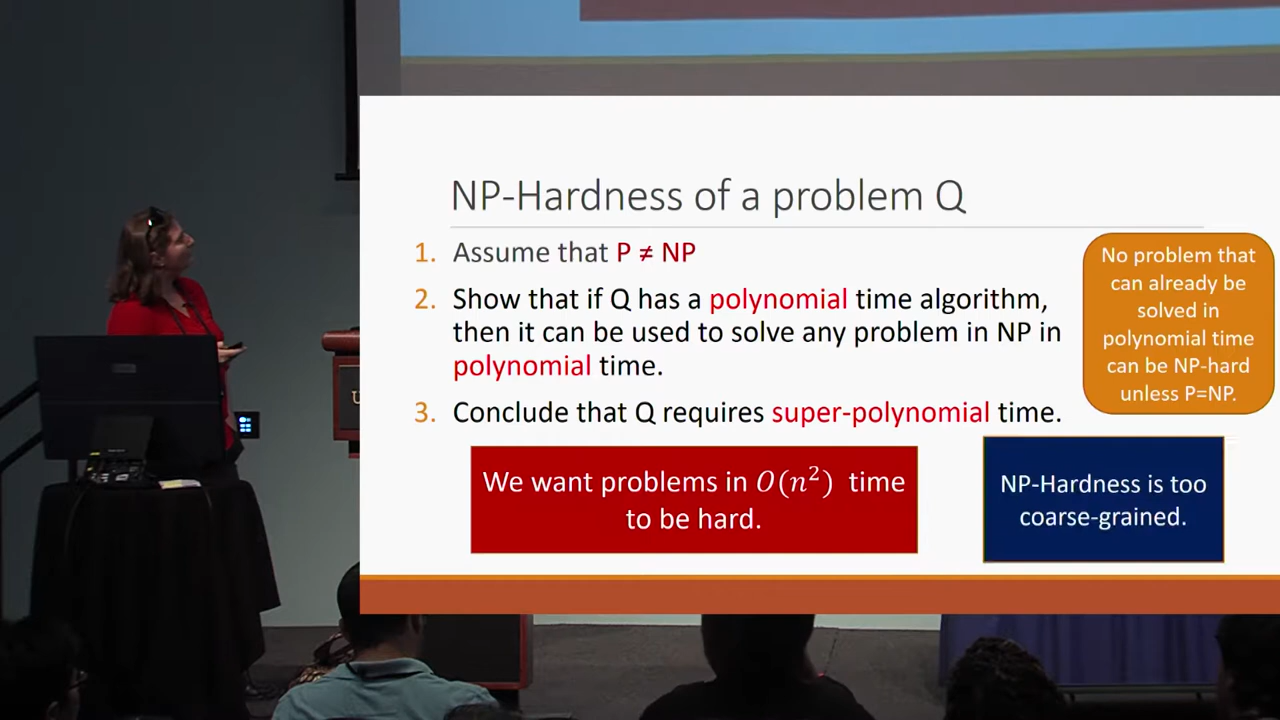 NP-Hardness of a problem Q
1. Assume that P ≠ NP
2. Show that if Q has a polynomial time algorithm,
then it can be used to solve any problem in NP in
polynomial time.
3. Conclude that Q requires super-polynomial time.
No problem that
can already be
solved in
polynomial time
can be NP-hard
unless P=NP.
We want problems in O(n²) time
to be hard.
NP-Hardness is too
coarse-grained.
U